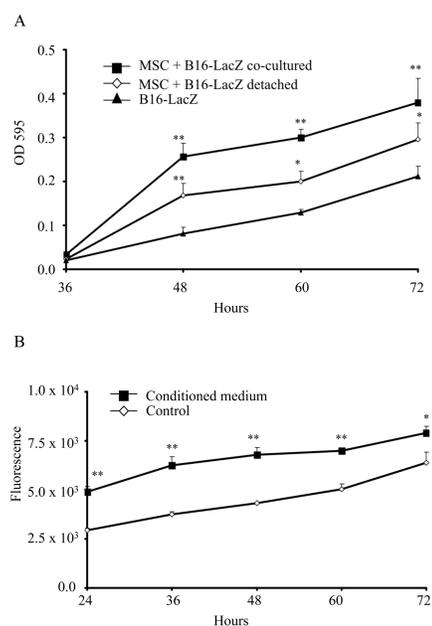 A
0.5
MSC + B16-LacZ co-cultured
**
MSC + B16-LacZ detached
0.4
B16-LacZ
*
OD 595
0.3
**
**
*
0.2
**
0.1
0.0
36
48
60
72
Hours
B
1.0 x 10⁴
Conditioned medium
Control
*
7.5 x 10³
**
**
**
**
Fluorescence
5.0 x 10³
2.5 x 10³
0.0
24
36
48
60
72
Hours